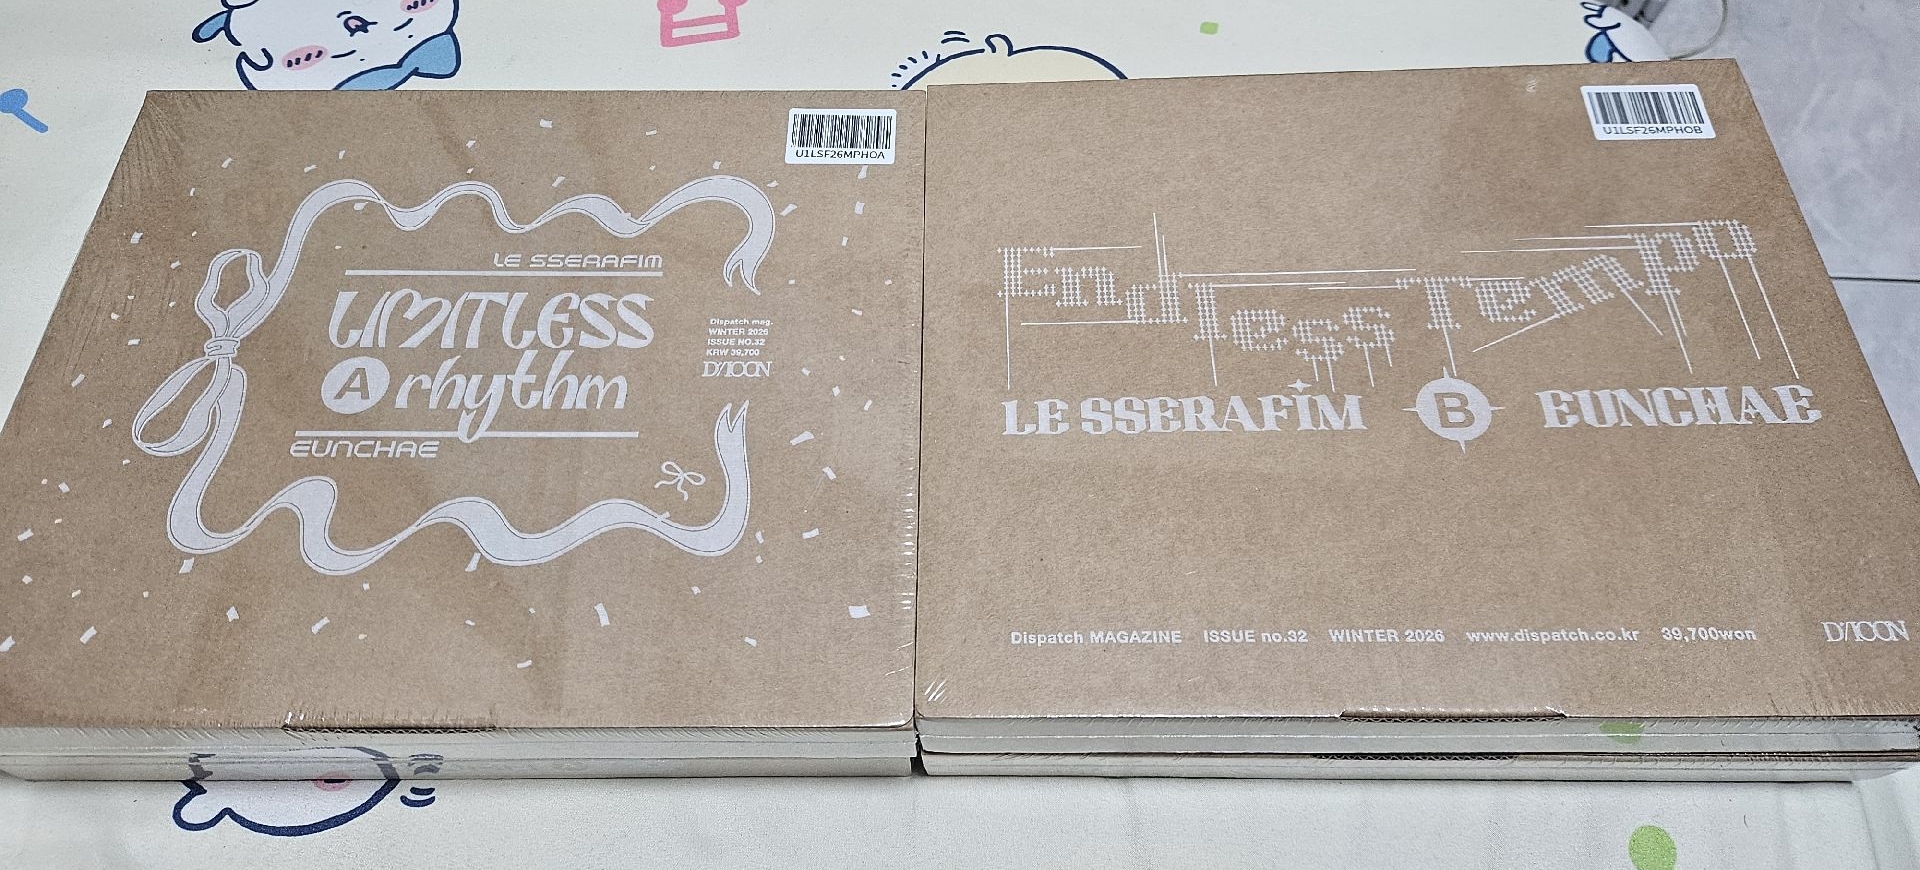 U1LSF26MPHOA
LE SSERAFIM
LIMITLESS
A rhythm
EUNCHAE
Dispatch mag.
WINTER 2026
ISSUE NO.32
KRW 39,700
D/ICON
U1LSF26MPHOB
Endless Tempo
LE SSERAFIM B EUNCHAE
Dispatch MAGAZINE ISSUE no.32 WINTER 2026 www.dispatch.co.kr 39,700won D/ICON